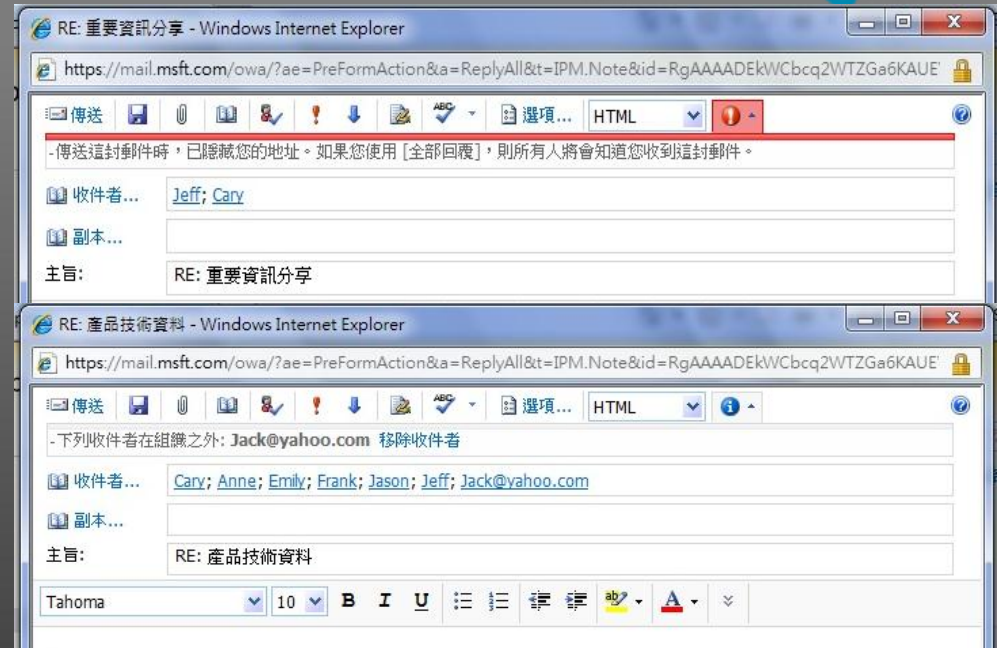 RE: 重要資訊分享 - Windows Internet Explorer
https://mail.msft.com/owa/?ae=PreFormAction&a=ReplyAll&t=IPM.Note&id=RgAAAADEkWCbcq2WTZGa6KAUE
傳送 ABC 選項... HTML
-傳送這封郵件時，已隱藏您的地址。如果您使用 [全部回覆]，則所有人將會知道您收到這封郵件。
收件者... Jeff; Cary
副本...
主旨: RE: 重要資訊分享
RE: 產品技術資料 - Windows Internet Explorer
https://mail.msft.com/owa/?ae=PreFormAction&a=ReplyAll&t=IPM.Note&id=RgAAAADEkWCbcq2WTZGa6KAUE
傳送 ABC 選項... HTML
-下列收件者在組織之外: Jack@yahoo.com 移除收件者
收件者... Cary; Anne; Emily; Frank; Jason; Jeff; Jack@yahoo.com
副本...
主旨: RE: 產品技術資料
Tahoma 10 B I U ab A